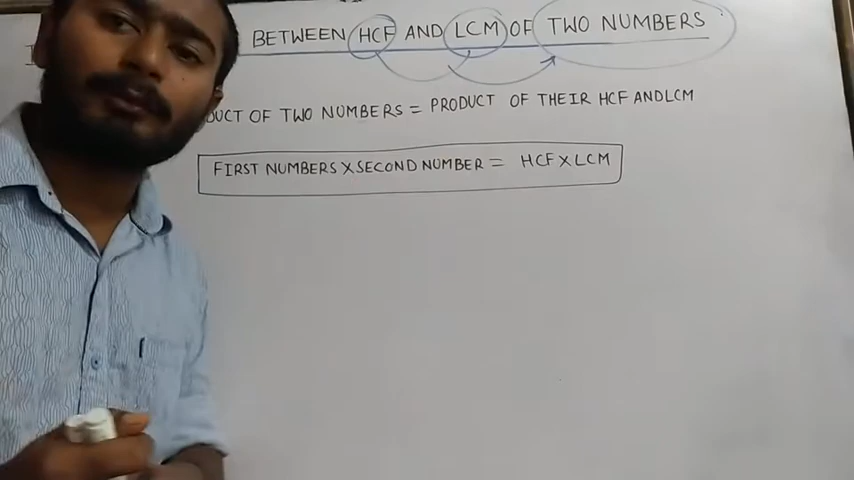 BETWEEN HCF AND LCM OF TWO NUMBERS
OF TWO NUMBERS = PRODUCT OF THEIR HCF ANDLCM
FIRST NUMBERS X SECOND NUMBER = HCF X LCM